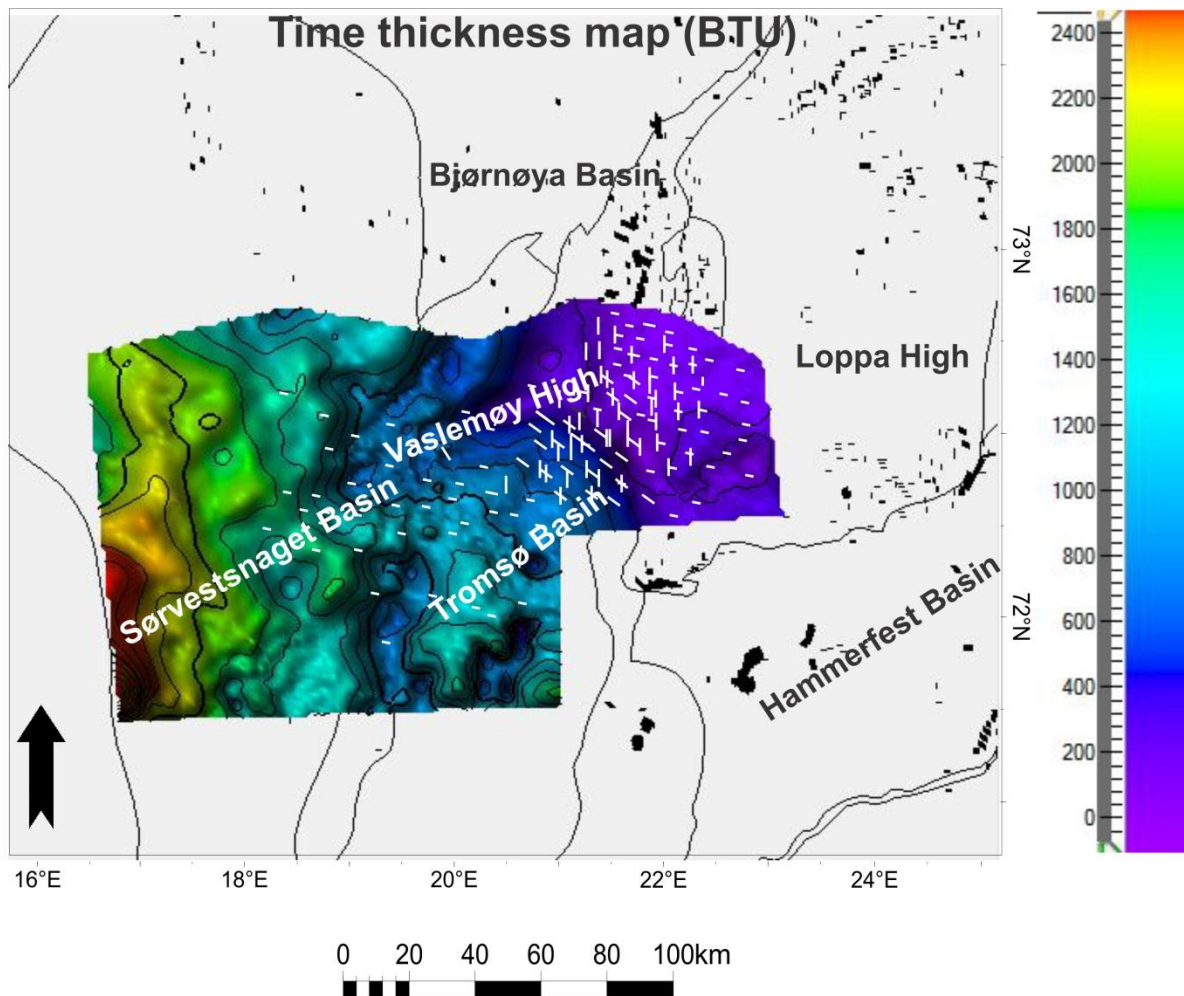 Time thickness map (BTU)
Bjørnøya Basin
Loppa High
Vaslemøy High
Sørvestsnaget Basin
Tromsø Basin
Hammerfest Basin
73°N
72°N
16°E 18°E 20°E 22°E 24°E
0 20 40 60 80 100km
2400
2200
2000
1800
1600
1400
1200
1000
800
600
400
200
0